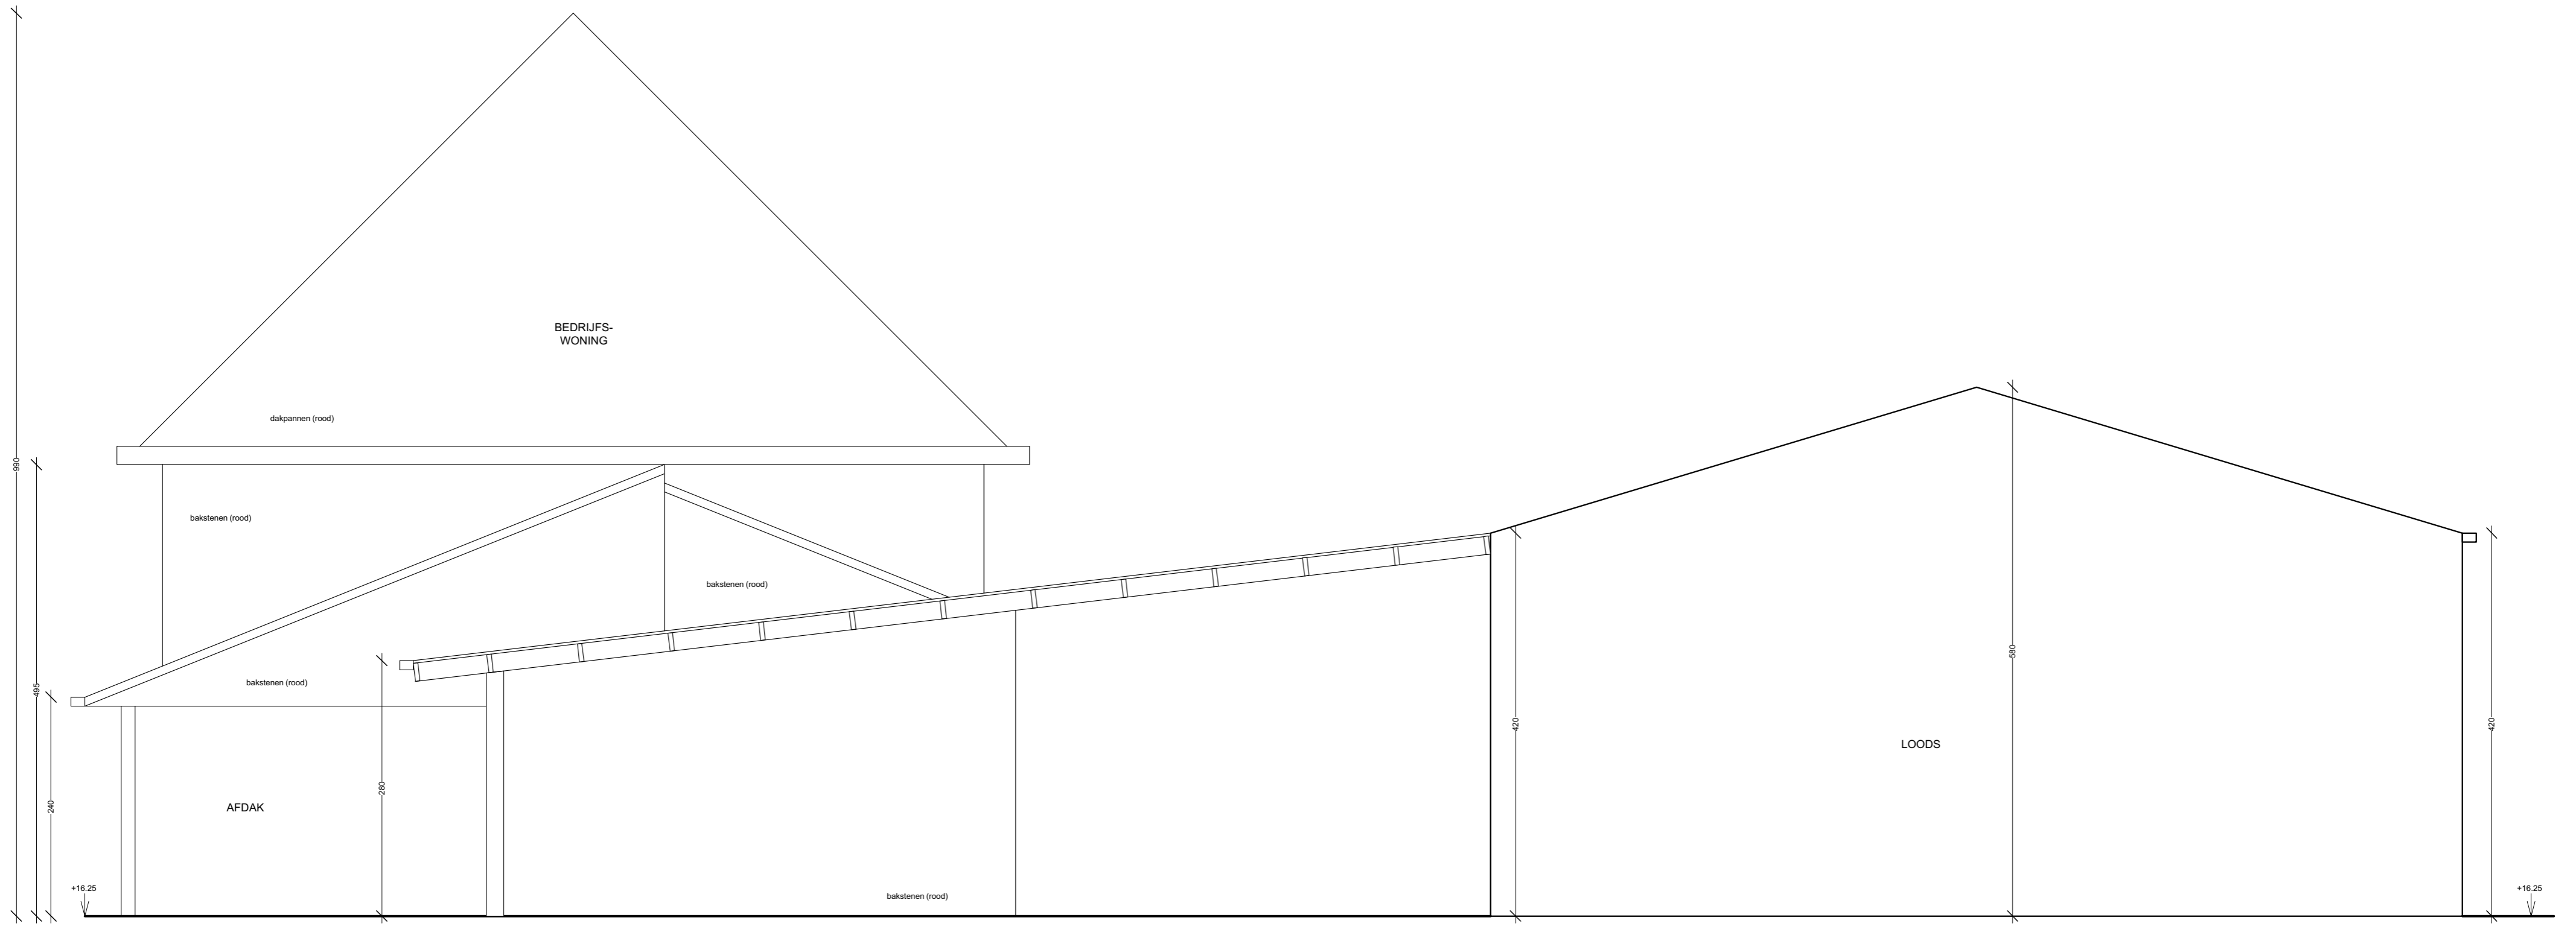 BEDRIJFS-
WONING
dakpannen (rood)
990
bakstenen (rood)
bakstenen (rood)
580
bakstenen (rood)
495
420
420
LOODS
280
240
AFDAK
+16.25
+16.25
bakstenen (rood)